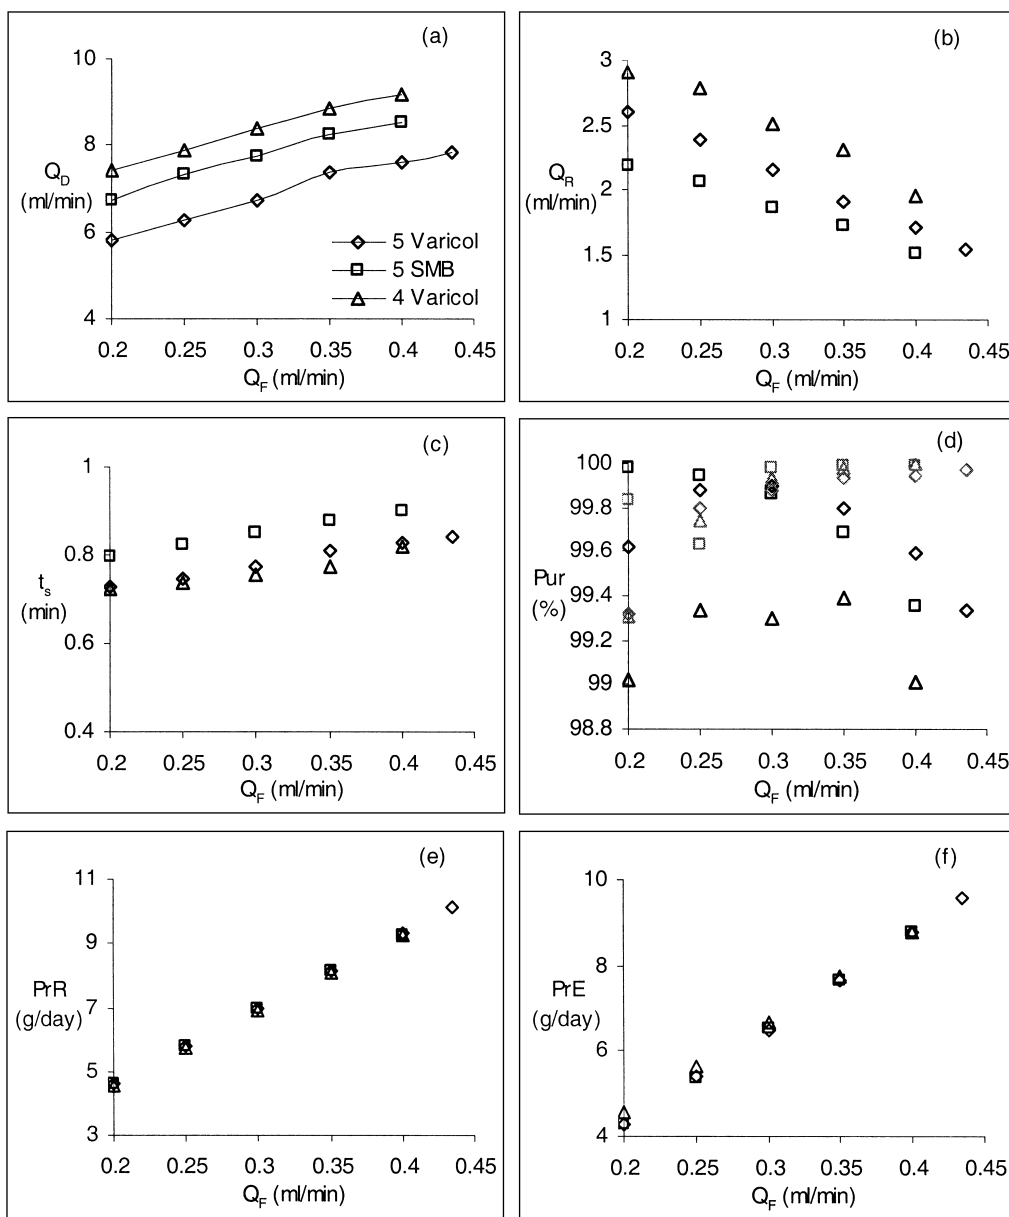 (a)
10
8
6
4
Q_D
(ml/min)
5 Varicol
5 SMB
4 Varicol
0.2 0.25 0.3 0.35 0.4 0.45
Q_F (ml/min)
(b)
3
2.5
2
1.5
1
Q_R
(ml/min)
0.2 0.25 0.3 0.35 0.4 0.45
Q_F (ml/min)
(c)
1
0.8
0.6
0.4
t_s
(min)
0.2 0.25 0.3 0.35 0.4 0.45
Q_F (ml/min)
(d)
100
99.8
99.6
99.4
99.2
99
98.8
Pur
(%)
0.2 0.25 0.3 0.35 0.4 0.45
Q_F (ml/min)
(e)
11
9
7
5
3
PrR
(g/day)
0.2 0.25 0.3 0.35 0.4 0.45
Q_F (ml/min)
(f)
10
8
6
4
PrE
(g/day)
0.2 0.25 0.3 0.35 0.4 0.45
Q_F (ml/min)